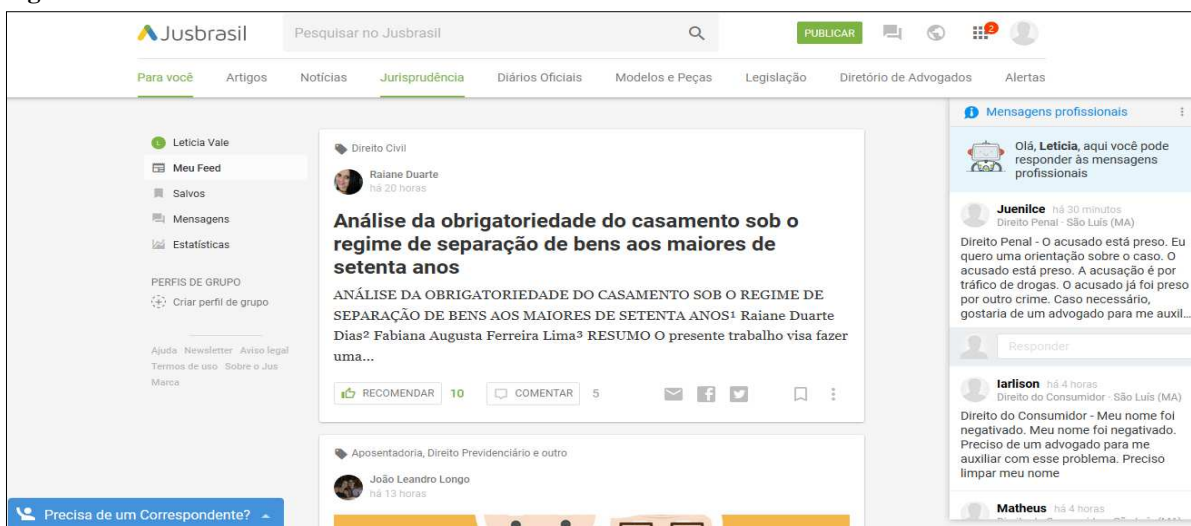 Jusbrasil
Pesquisar no Jusbrasil
PUBLICAR
2
Para você Artigos Notícias Jurisprudência Diários Oficiais Modelos e Peças Legislação Diretório de Advogados Alertas
L Leticia Vale
Meu Feed
Salvos
Mensagens
Estatísticas
PERFIS DE GRUPO
Criar perfil de grupo
Ajuda Newsletter Aviso legal
Termos de uso Sobre o Jus
Marca
Direito Civil
Raiane Duarte
há 20 horas
Análise da obrigatoriedade do casamento sob o
regime de separação de bens aos maiores de
setenta anos
ANÁLISE DA OBRIGATORIEDADE DO CASAMENTO SOB O REGIME DE
SEPARAÇÃO DE BENS AOS MAIORES DE SETENTA ANOS¹ Raiane Duarte
Dias² Fabiana Augusta Ferreira Lima³ RESUMO O presente trabalho visa fazer
uma...
RECOMENDAR 10 COMENTAR 5
Aposentadoria, Direito Previdenciário e outro
João Leandro Longo
há 13 horas
Mensagens profissionais
Olá, Leticia, aqui você pode
responder às mensagens
profissionais
Juenilce há 30 minutos
Direito Penal · São Luís (MA)
Direito Penal - O acusado está preso. Eu
quero uma orientação sobre o caso. O
acusado está preso. A acusação é por
tráfico de drogas. O acusado já foi preso
por outro crime. Caso necessário,
gostaria de um advogado para me auxil...
Responder
Iarlison há 4 horas
Direito do Consumidor · São Luís (MA)
Direito do Consumidor - Meu nome foi
negativado. Meu nome foi negativado.
Preciso de um advogado para me
auxiliar com esse problema. Preciso
limpar meu nome
Matheus há 4 horas
Precisa de um Correspondente?